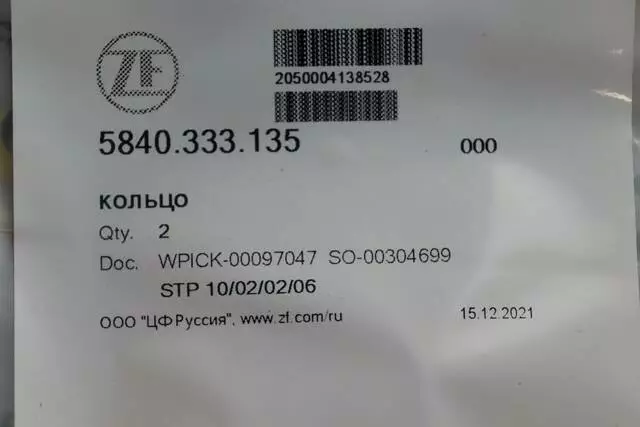 ZF
2050004138528
5840.333.135 000
кольцо
Qty. 2
Doc. WPICK-00097047 SO-00304699
STP 10/02/02/06
ООО "ЦФ Руссия", www.zf.com/ru 15.12.2021